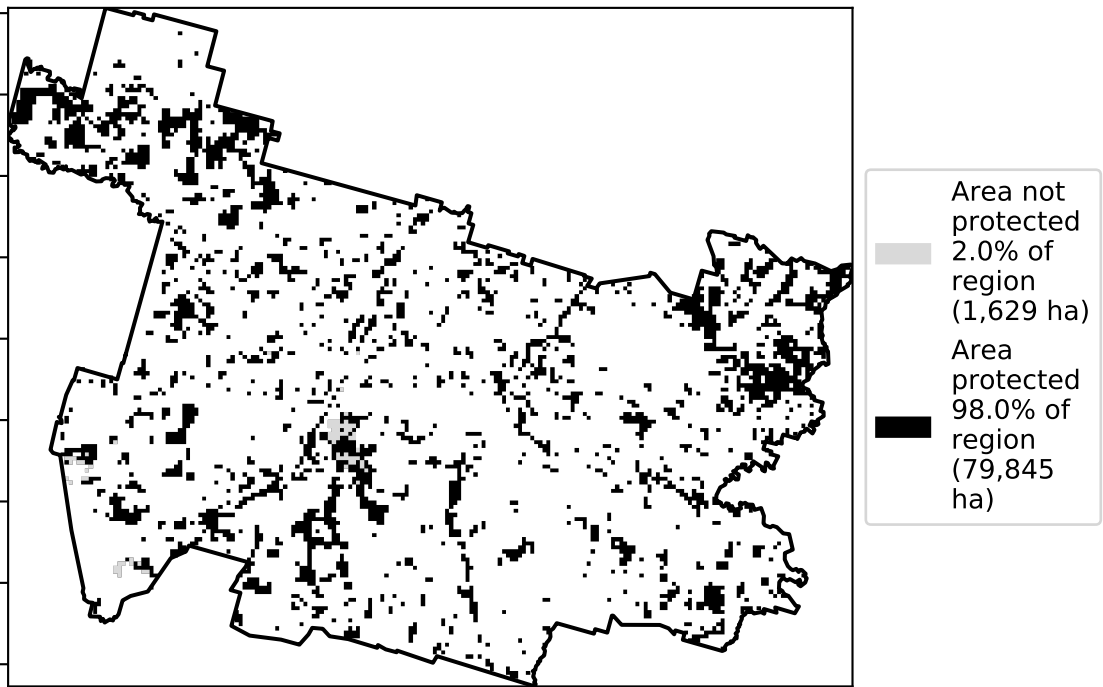 Area not
protected
2.0% of
region
(1,629 ha)
Area
protected
98.0% of
region
(79,845
ha)